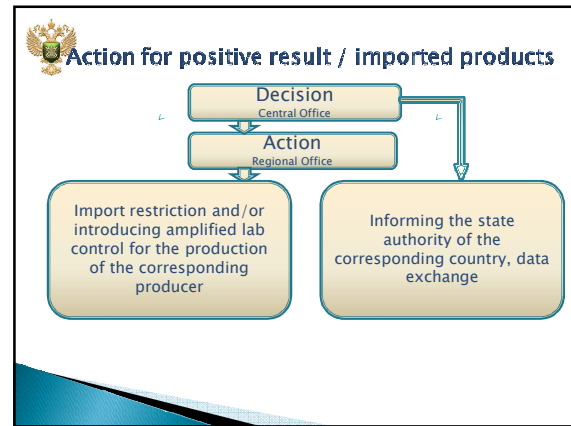 Action for positive result / imported products
Decision
Central Office
Action
Regional Office
Import restriction and/or
introducing amplified lab
control for the production
of the corresponding
producer
Informing the state
authority of the
corresponding country, data
exchange